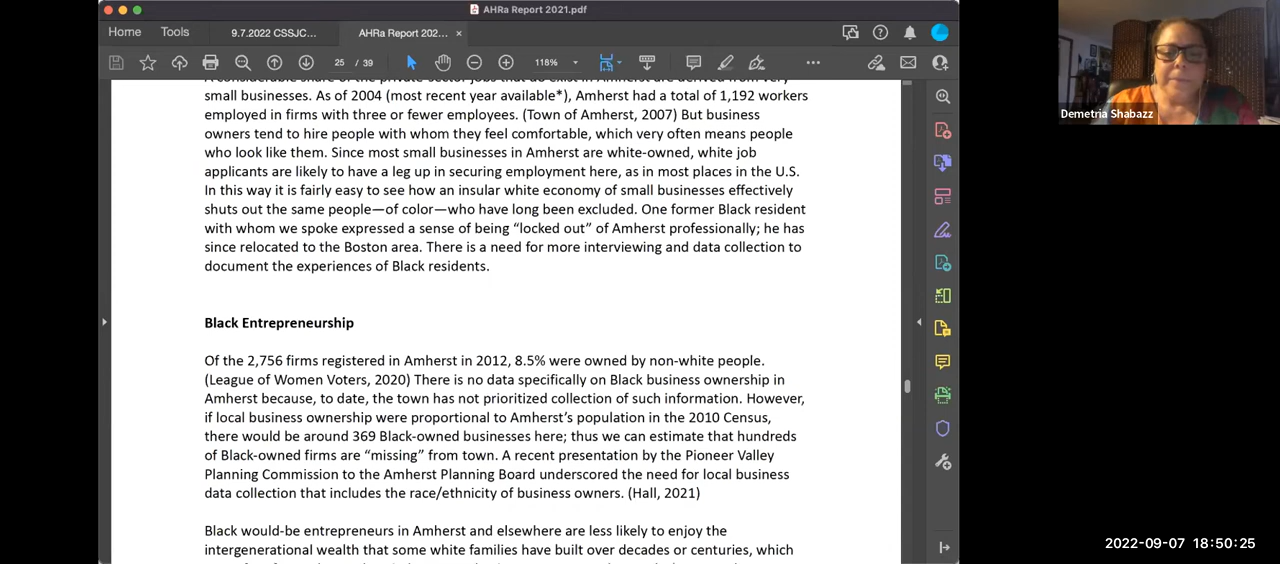 AHRa Report 2021.pdf
Home Tools 9.7.2022 CSSJC... AHRa Report 202... ×
25 / 39 118%
small businesses. As of 2004 (most recent year available*), Amherst had a total of 1,192 workers
employed in firms with three or fewer employees. (Town of Amherst, 2007) But business
owners tend to hire people with whom they feel comfortable, which very often means people
who look like them. Since most small businesses in Amherst are white-owned, white job
applicants are likely to have a leg up in securing employment here, as in most places in the U.S.
In this way it is fairly easy to see how an insular white economy of small businesses effectively
shuts out the same people—of color—who have long been excluded. One former Black resident
with whom we spoke expressed a sense of being “locked out” of Amherst professionally; he has
since relocated to the Boston area. There is a need for more interviewing and data collection to
document the experiences of Black residents.
Black Entrepreneurship
Of the 2,756 firms registered in Amherst in 2012, 8.5% were owned by non-white people.
(League of Women Voters, 2020) There is no data specifically on Black business ownership in
Amherst because, to date, the town has not prioritized collection of such information. However,
if local business ownership were proportional to Amherst’s population in the 2010 Census,
there would be around 369 Black-owned businesses here; thus we can estimate that hundreds
of Black-owned firms are “missing” from town. A recent presentation by the Pioneer Valley
Planning Commission to the Amherst Planning Board underscored the need for local business
data collection that includes the race/ethnicity of business owners. (Hall, 2021)
Black would-be entrepreneurs in Amherst and elsewhere are less likely to enjoy the
intergenerational wealth that some white families have built over decades or centuries, which
Demetria Shabazz
2022-09-07 18:50:25